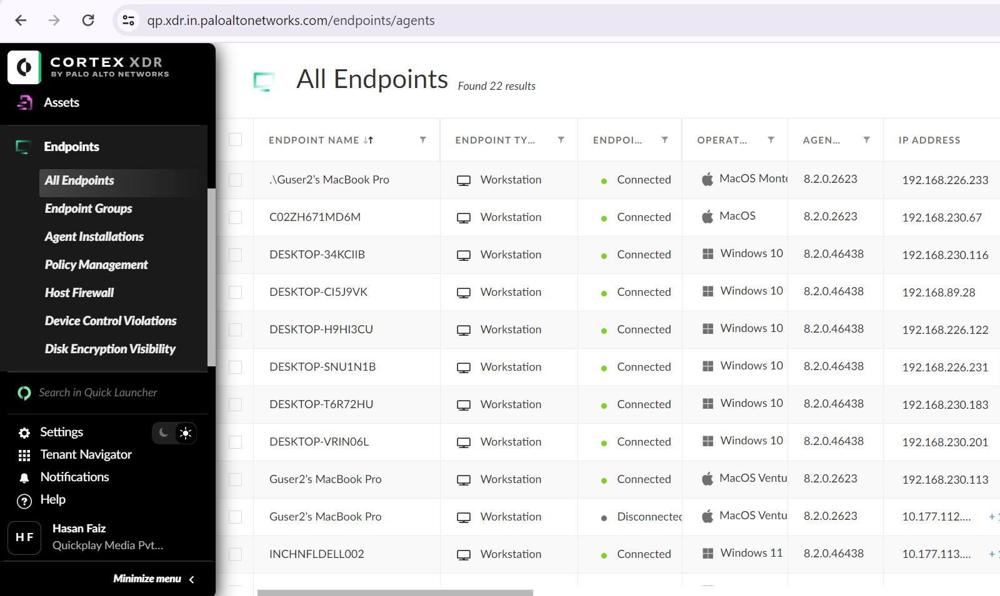 qp.xdr.in.paloaltonetworks.com/endpoints/agents
CORTEX XDR
BY PALO ALTO NETWORKS
Assets
Endpoints
All Endpoints
Endpoint Groups
Agent Installations
Policy Management
Host Firewall
Device Control Violations
Disk Encryption Visibility
Search in Quick Launcher
Settings
Tenant Navigator
Notifications
Help
HF Hasan Faiz
Quickplay Media Pvt...
Minimize menu
All Endpoints Found 22 results
ENDPOINT NAME ENDPOINT TY... ENDPOI... OPERAT... AGEN... IP ADDRESS
.\Guser2's MacBook Pro Workstation Connected MacOS Monte 8.2.0.2623 192.168.226.233
C02ZH671MD6M Workstation Connected MacOS 8.2.0.2623 192.168.230.67
DESKTOP-34KCIIB Workstation Connected Windows 10 8.2.0.46438 192.168.230.116
DESKTOP-CI5J9VK Workstation Connected Windows 10 8.2.0.46438 192.168.89.28
DESKTOP-H9HI3CU Workstation Connected Windows 10 8.2.0.46438 192.168.226.122
DESKTOP-SNU1N1B Workstation Connected Windows 10 8.2.0.46438 192.168.226.231
DESKTOP-T6R72HU Workstation Connected Windows 10 8.2.0.46438 192.168.230.183
DESKTOP-VRIN06L Workstation Connected Windows 10 8.2.0.46438 192.168.230.201
Guser2's MacBook Pro Workstation Connected MacOS Ventu 8.2.0.2623 192.168.230.113
Guser2's MacBook Pro Workstation Disconnected MacOS Ventu 8.2.0.2623 10.177.112.... +1
INCHNFLDELL002 Workstation Connected Windows 11 8.2.0.46438 10.177.113.... +1